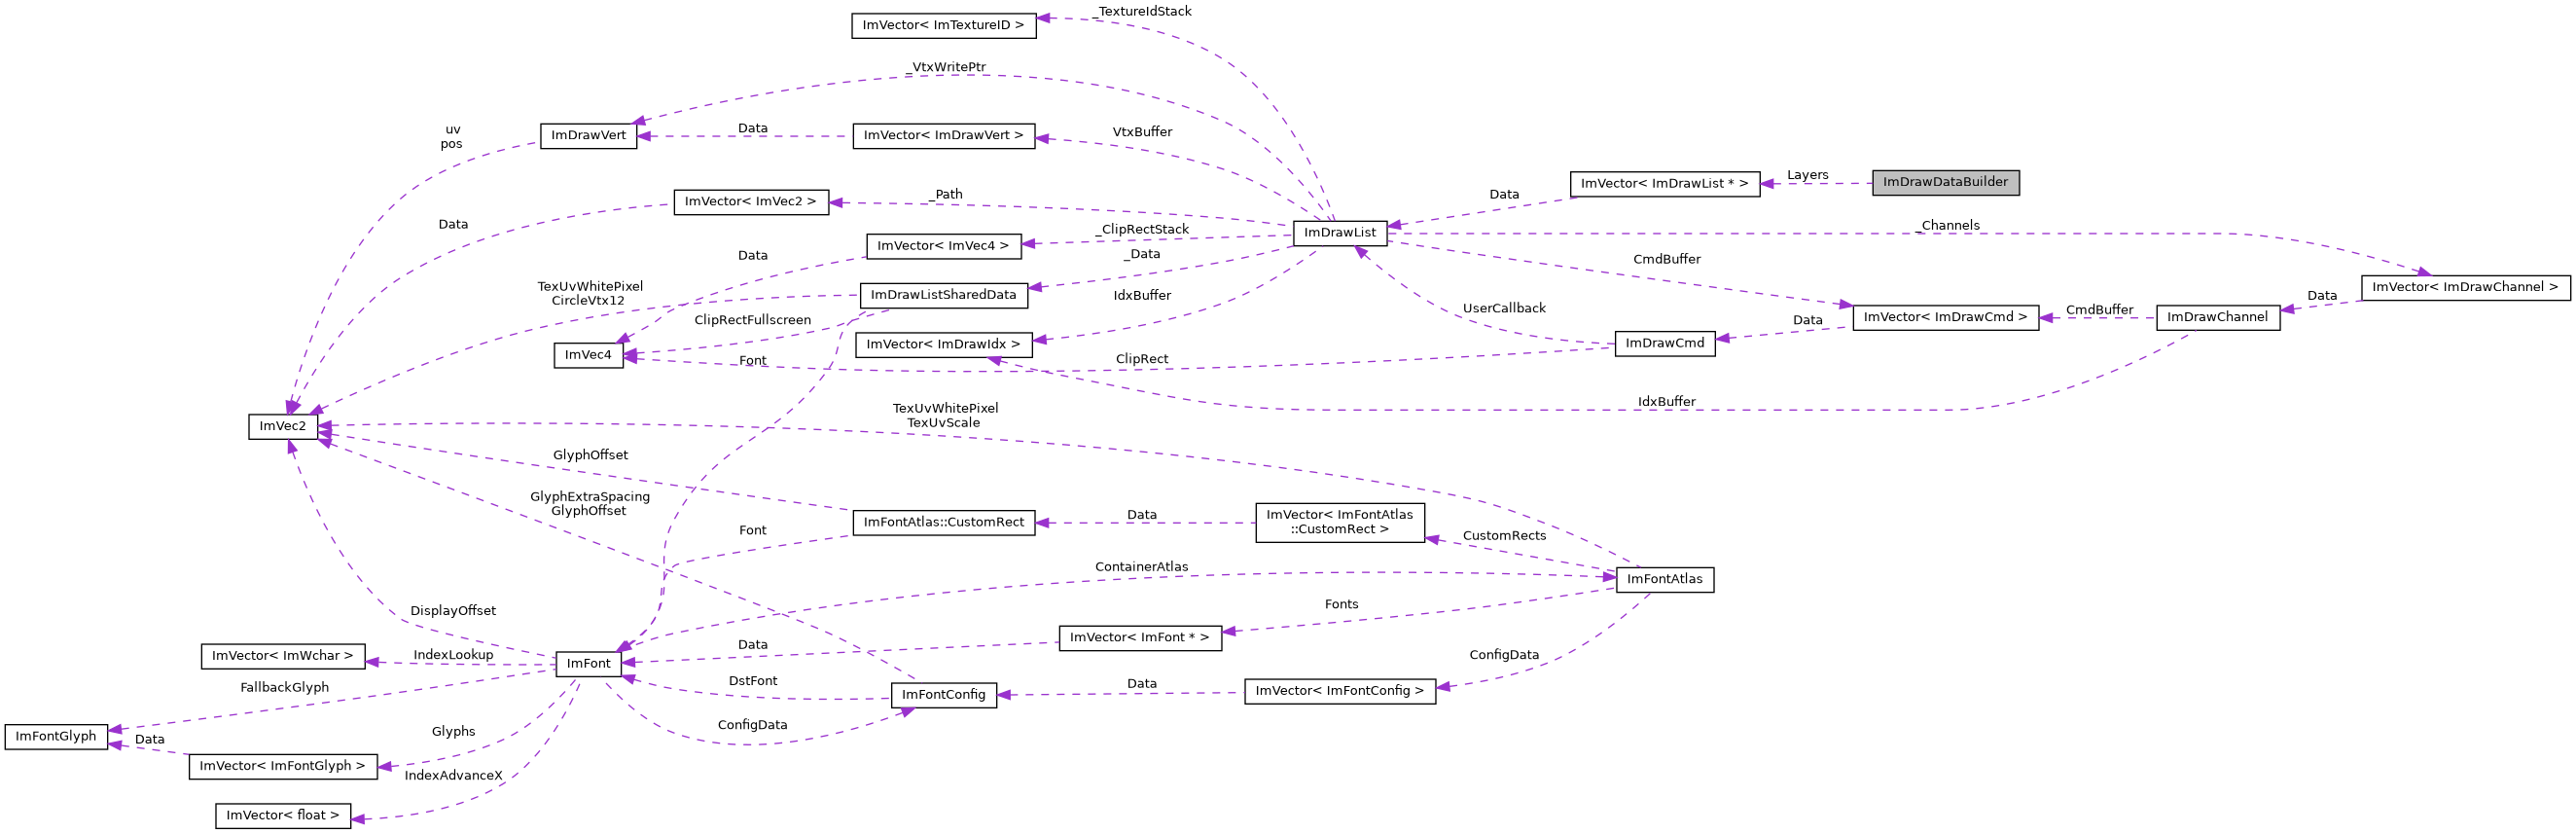 _TextureIdStack
ImVector< ImTextureID >
_VtxWritePtr
uv
pos
ImDrawVert
Data
ImVector< ImDrawVert >
VtxBuffer
ImVector< ImDrawList * >
Layers
ImDrawDataBuilder
Data
ImVector< ImVec2 >
_Path
Data
ImDrawList
_Channels
ImVector< ImVec4 >
_ClipRectStack
Data
_Data
CmdBuffer
TexUvWhitePixel
CircleVtx12
ImDrawListSharedData
IdxBuffer
ImVector< ImDrawChannel >
Data
UserCallback
CmdBuffer
ImDrawChannel
ImVector< ImDrawCmd >
Data
ClipRectFullscreen
ImVector< ImDrawIdx >
ImDrawCmd
ImVec4
Font
ClipRect
IdxBuffer
TexUvWhitePixel
TexUvScale
ImVec2
GlyphOffset
GlyphExtraSpacing
GlyphOffset
Font
ImFontAtlas::CustomRect
Data
ImVector< ImFontAtlas
::CustomRect >
CustomRects
ContainerAtlas
ImFontAtlas
DisplayOffset
Fonts
ImVector< ImFont * >
Data
ImVector< ImWchar >
IndexLookup
ImFont
ConfigData
FallbackGlyph
DstFont
ImFontConfig
Data
ImVector< ImFontConfig >
ConfigData
ImFontGlyph
Data
Glyphs
ImVector< ImFontGlyph >
IndexAdvanceX
ImVector< float >